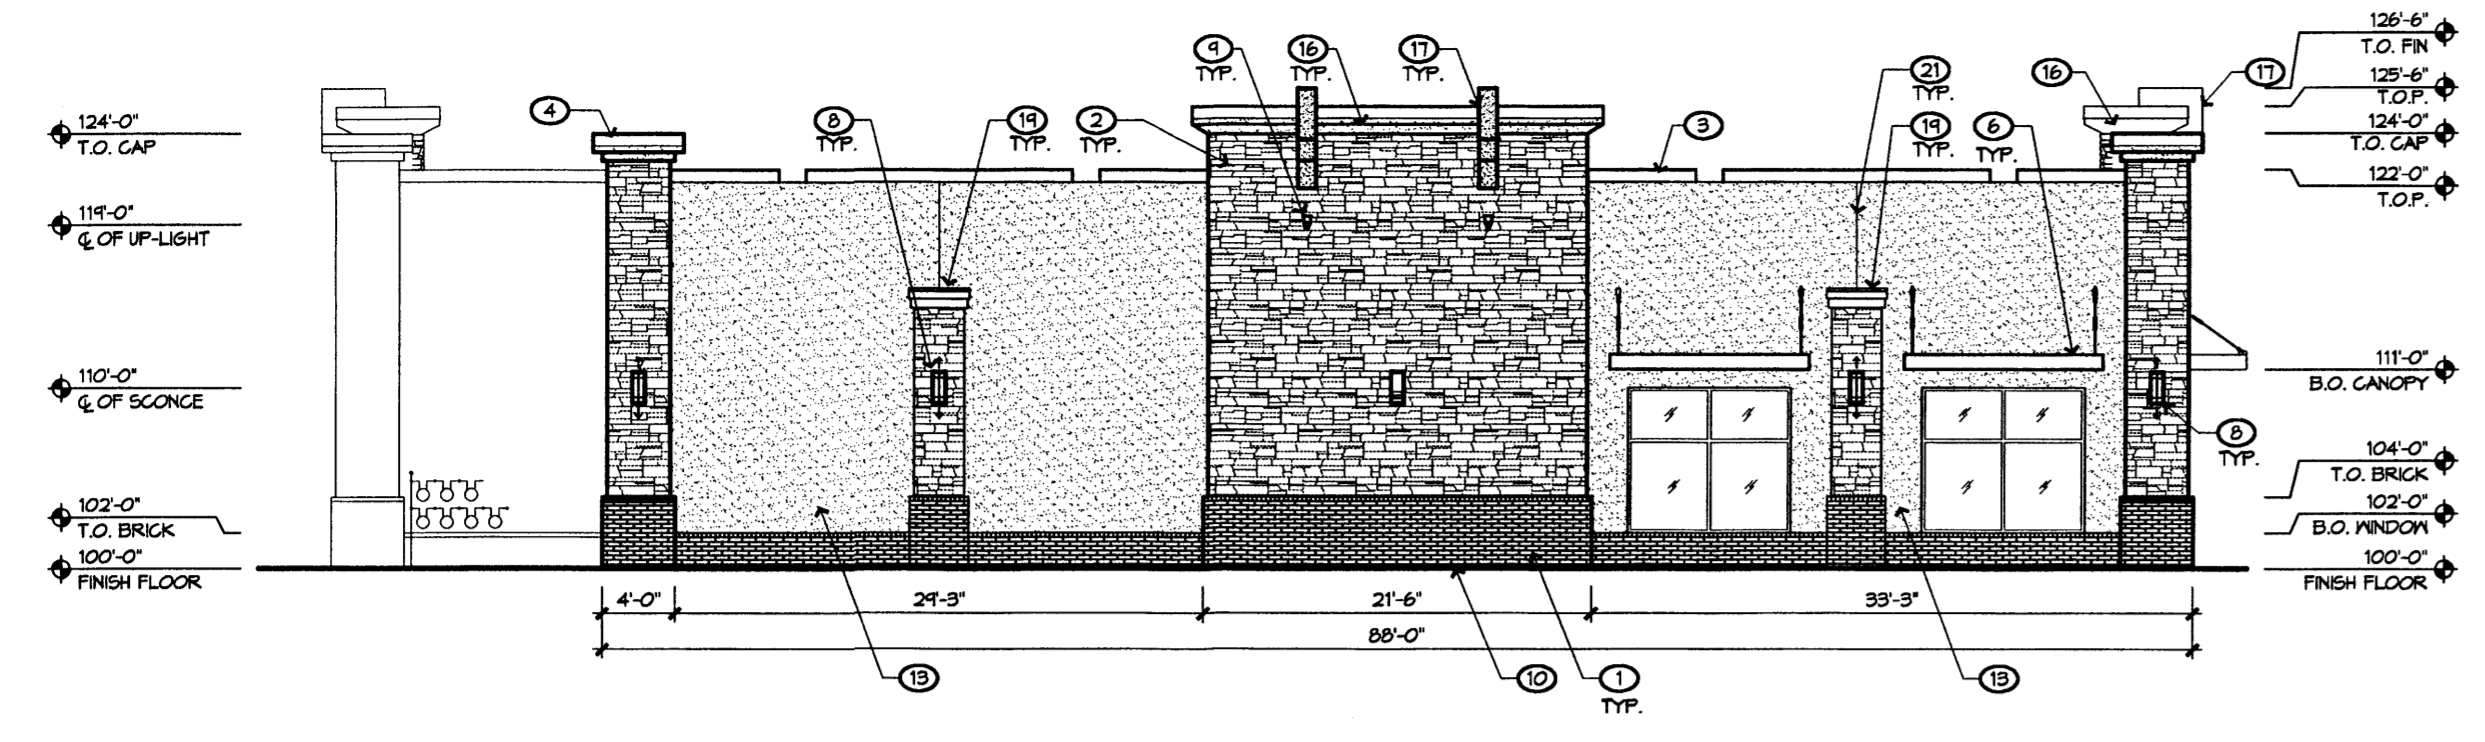 124'-0"
T.O. CAP
119'-0"
℄ OF UP-LIGHT
110'-0"
℄ OF SCONCE
102'-0"
T.O. BRICK
100'-0"
FINISH FLOOR
4
8
TYP.
19
TYP.
2
TYP.
9
TYP.
16
TYP.
17
TYP.
3
21
TYP.
19
TYP.
6
TYP.
16
17
8
TYP.
126'-6"
T.O. FIN
125'-6"
T.O.P.
124'-0"
T.O. CAP
122'-0"
T.O.P.
111'-0"
B.O. CANOPY
104'-0"
T.O. BRICK
102'-0"
B.O. WINDOW
100'-0"
FINISH FLOOR
4'-0" 29'-3" 21'-6" 33'-3"
88'-0"
13
10
1
TYP.
13